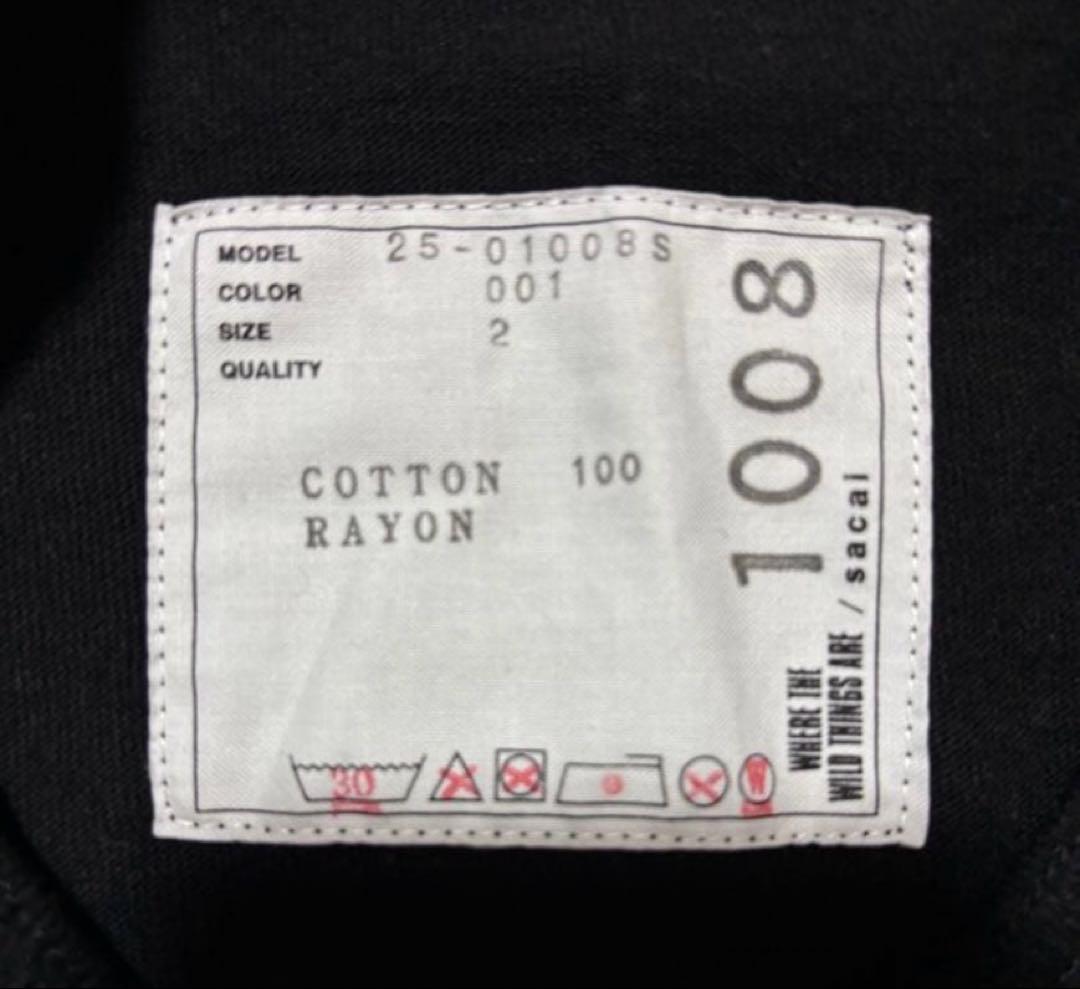 MODEL 25-01008S
COLOR 001
SIZE 2
QUALITY
COTTON 100
RAYON
30
W
1008
WHERE THE
WILD THINGS ARE / sacai